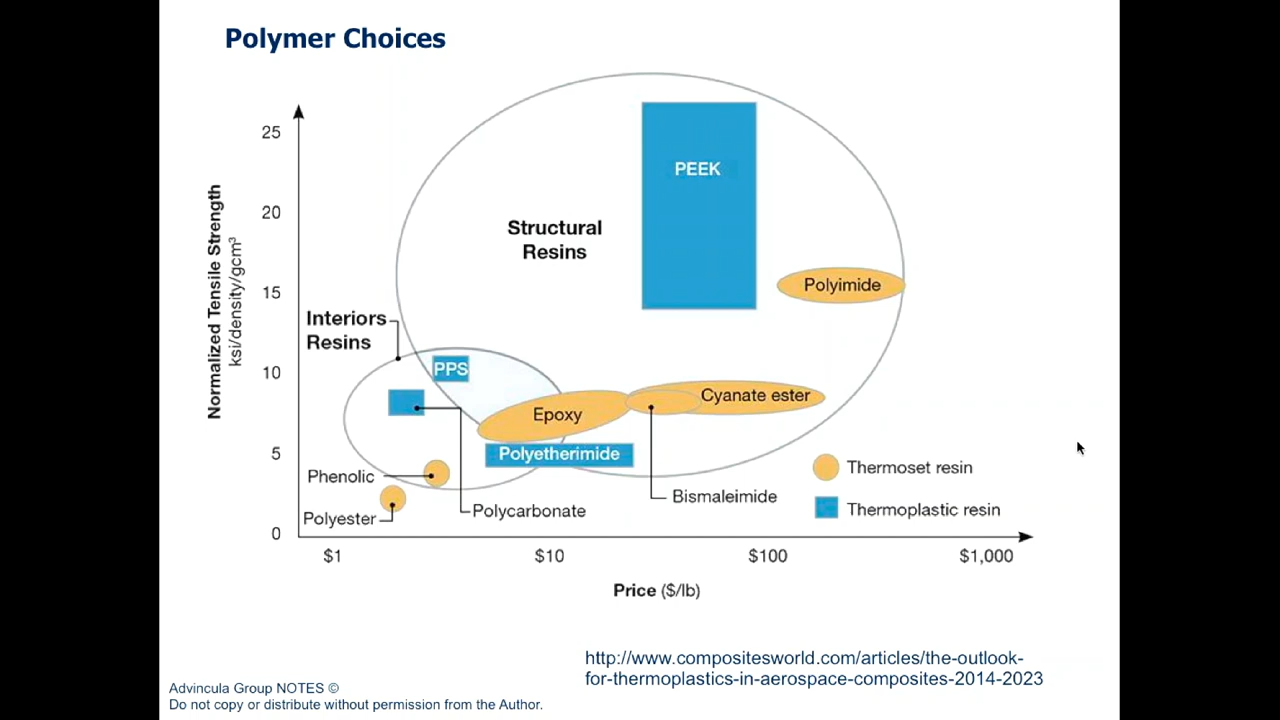 Polymer Choices
25
20
15
10
5
0
Normalized Tensile Strength
ksi/density/gcm³
PEEK
Structural
Resins
Polyimide
Interiors
Resins
PPS
Cyanate ester
Epoxy
Polyetherimide
Phenolic
Thermoset resin
Bismaleimide
Polycarbonate
Thermoplastic resin
Polyester
$1
$10
$100
$1,000
Price ($/lb)
http://www.compositesworld.com/articles/the-outlook-
for-thermoplastics-in-aerospace-composites-2014-2023
Advincula Group NOTES ©
Do not copy or distribute without permission from the Author.